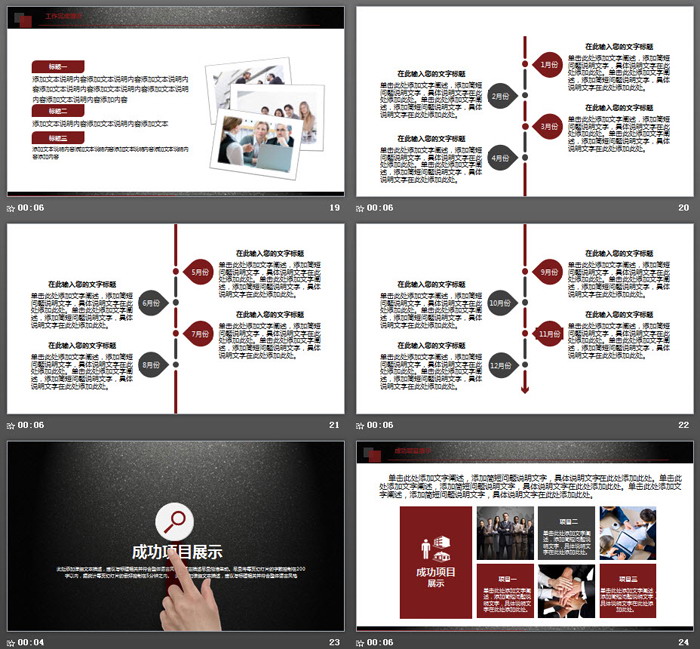 工作完成情况
标题一
添加文本说明内容添加文本说明内容添加文本说明内
容添加文本说明内容添加文本说明内容添加文本说明
内容添加文本说明内容添加内容
标题二
添加文本说明内容添加文本说明内容添加文本
标题三
添加文本说明内容添加文本说明内容添加文本说明内容添加文本说明内
容添加内容
00:06
19
在此输入您的文字标题
1月份
单击此处添加文字阐述，添加简短
问题说明文字，具体说明文字在此
处添加此处。单击此处添加文字阐
述，添加简短问题说明文字，具体
说明文字在此处添加此处。
在此输入您的文字标题
2月份
单击此处添加文字阐述，添加简短
问题说明文字，具体说明文字在此
处添加此处。单击此处添加文字阐
述，添加简短问题说明文字，具体
说明文字在此处添加此处。
在此输入您的文字标题
3月份
单击此处添加文字阐述，添加简短
问题说明文字，具体说明文字在此
处添加此处。单击此处添加文字阐
述，添加简短问题说明文字，具体
说明文字在此处添加此处。
在此输入您的文字标题
4月份
单击此处添加文字阐述，添加简短
问题说明文字，具体说明文字在此
处添加此处。单击此处添加文字阐
述，添加简短问题说明文字，具体
说明文字在此处添加此处。
00:06
20
在此输入您的文字标题
5月份
单击此处添加文字阐述，添加简短
问题说明文字，具体说明文字在此
处添加此处。单击此处添加文字阐
述，添加简短问题说明文字，具体
说明文字在此处添加此处。
在此输入您的文字标题
6月份
单击此处添加文字阐述，添加简短
问题说明文字，具体说明文字在此
处添加此处。单击此处添加文字阐
述，添加简短问题说明文字，具体
说明文字在此处添加此处。
在此输入您的文字标题
7月份
单击此处添加文字阐述，添加简短
问题说明文字，具体说明文字在此
处添加此处。单击此处添加文字阐
述，添加简短问题说明文字，具体
说明文字在此处添加此处。
在此输入您的文字标题
8月份
单击此处添加文字阐述，添加简短
问题说明文字，具体说明文字在此
处添加此处。单击此处添加文字阐
述，添加简短问题说明文字，具体
说明文字在此处添加此处。
00:06
21
在此输入您的文字标题
9月份
单击此处添加文字阐述，添加简短
问题说明文字，具体说明文字在此
处添加此处。单击此处添加文字阐
述，添加简短问题说明文字，具体
说明文字在此处添加此处。
在此输入您的文字标题
10月份
单击此处添加文字阐述，添加简短
问题说明文字，具体说明文字在此
处添加此处。单击此处添加文字阐
述，添加简短问题说明文字，具体
说明文字在此处添加此处。
在此输入您的文字标题
11月份
单击此处添加文字阐述，添加简短
问题说明文字，具体说明文字在此
处添加此处。单击此处添加文字阐
述，添加简短问题说明文字，具体
说明文字在此处添加此处。
在此输入您的文字标题
12月份
单击此处添加文字阐述，添加简短
问题说明文字，具体说明文字在此
处添加此处。单击此处添加文字阐
述，添加简短问题说明文字，具体
说明文字在此处添加此处。
00:06
22
成功项目展示
00:04
23
成功项目展示
单击此处添加文字阐述，添加简短问题说明文字，具体说明文字在此处添加此处。单击此
处添加文字阐述，添加简短问题说明文字，具体说明文字在此处添加此处。单击此处添加文
字阐述，添加简短问题说明文字，具体说明文字在此处添加此处。
成功项目
展示
项目二
单击此处添加文字阐
述，添加简短问题说
明文字，具体说明文
字在此处添加此处。
项目一
单击此处添加文字阐
述，添加简短问题说
明文字，具体说明文
字在此处添加此处。
项目三
单击此处添加文字阐
述，添加简短问题说
明文字，具体说明文
字在此处添加此处。
00:06
24